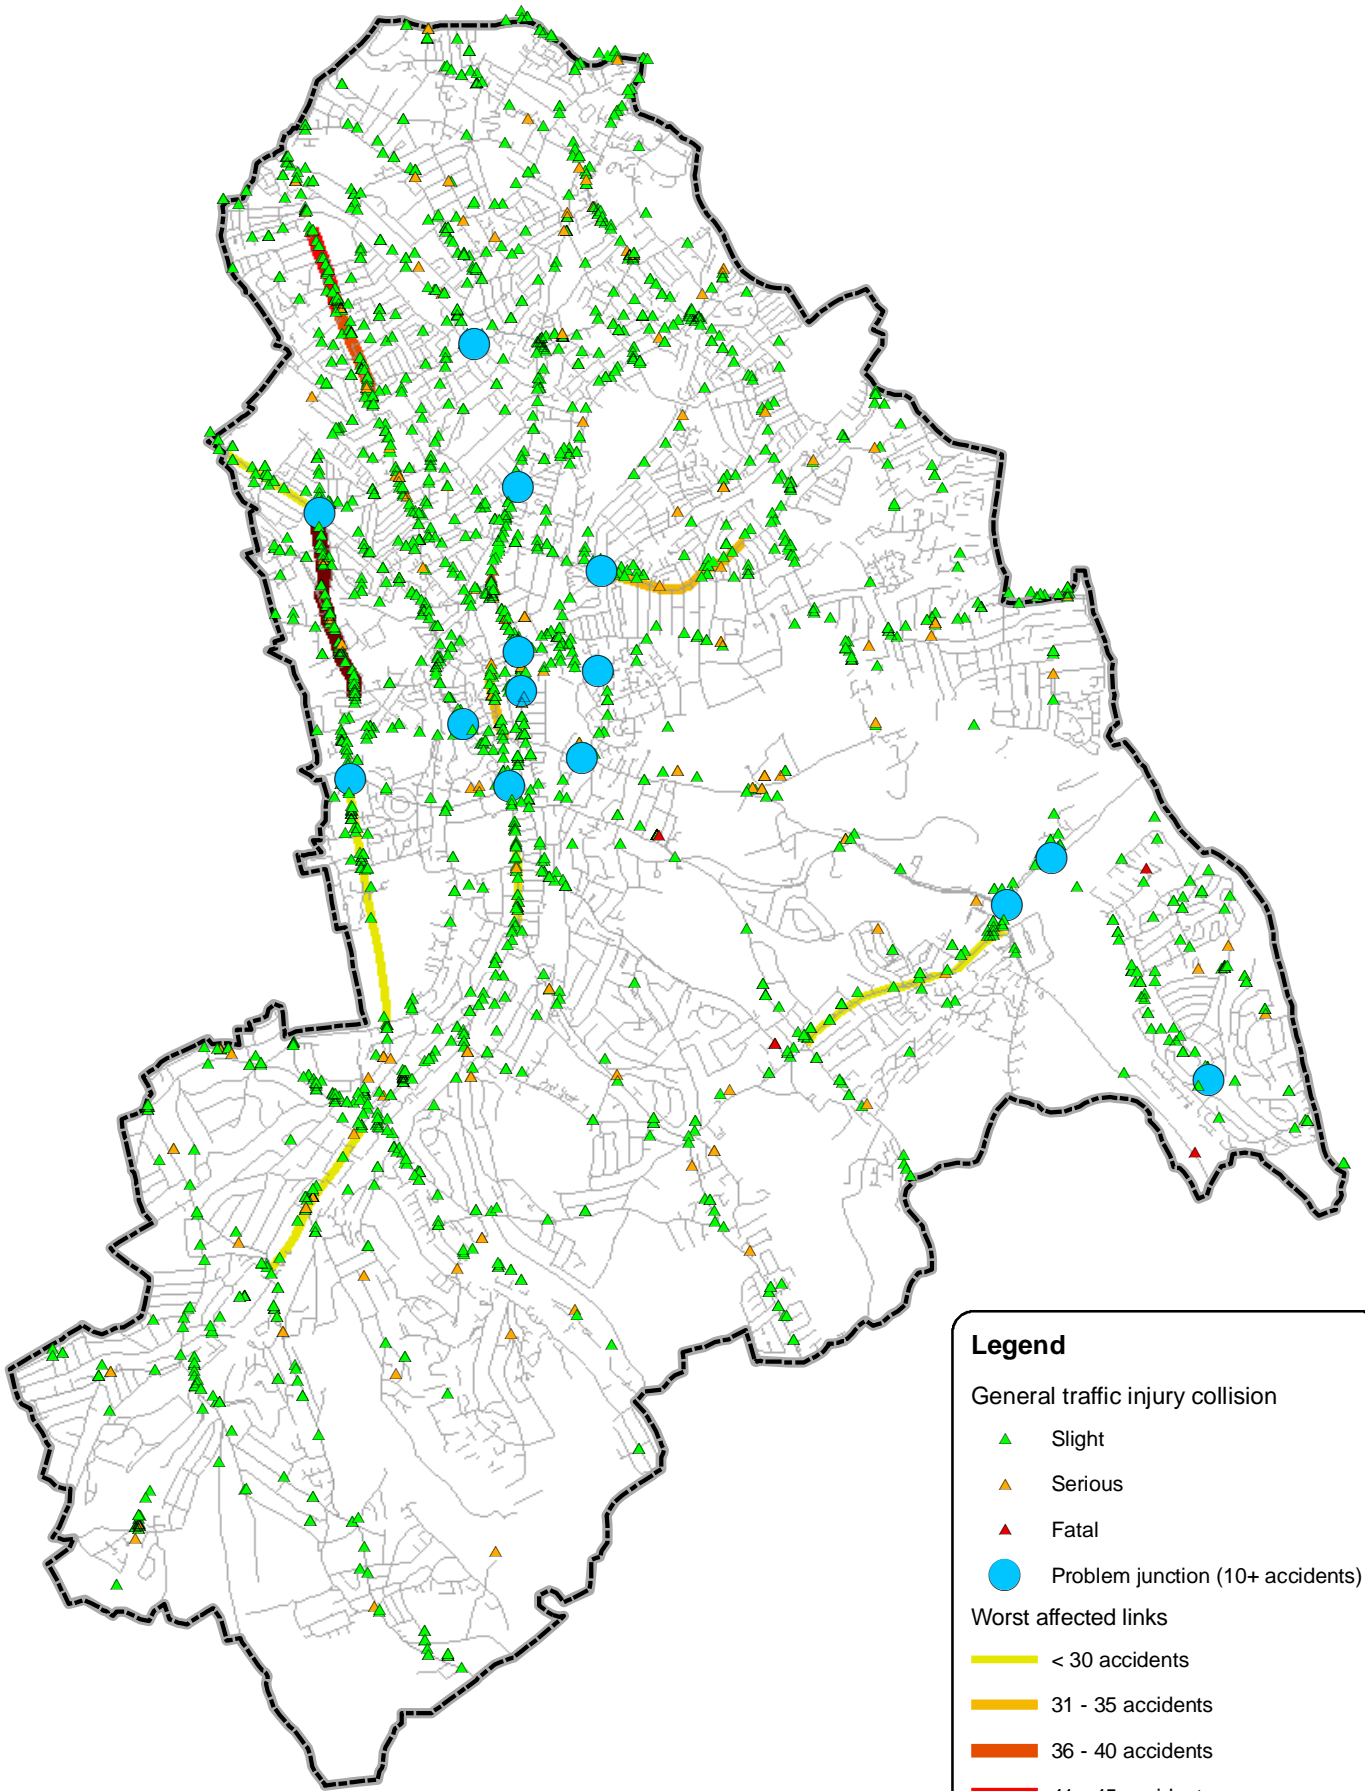 Legend
General traffic injury collision
Slight
Serious
Fatal
Problem junction (10+ accidents)
Worst affected links
< 30 accidents
31 - 35 accidents
36 - 40 accidents